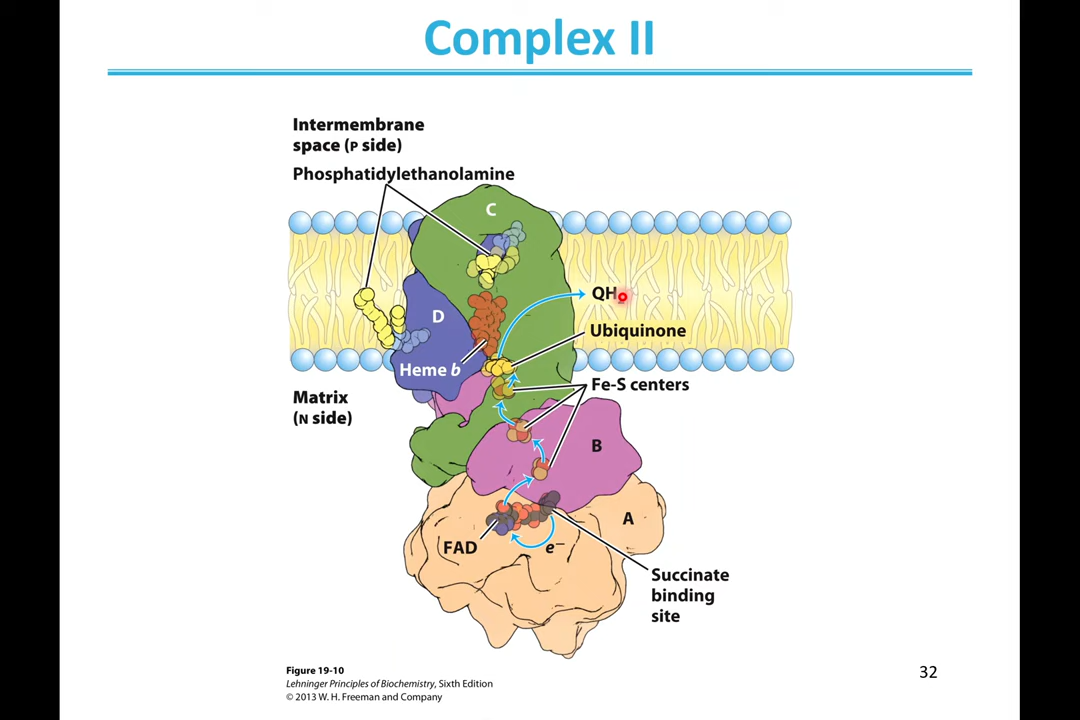 Complex II
Intermembrane
space (P side)
Phosphatidylethanolamine
C
QH
D
Ubiquinone
Heme b
Fe-S centers
Matrix
(N side)
B
A
FAD
e–
Succinate
binding
site
Figure 19-10
Lehninger Principles of Biochemistry, Sixth Edition
© 2013 W. H. Freeman and Company
32